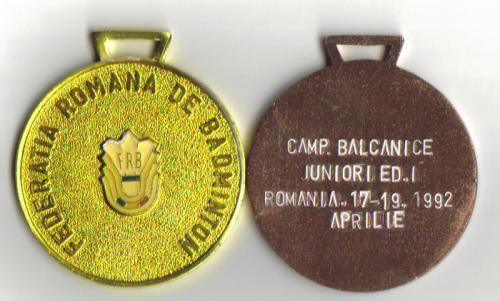 FEDERATIA ROMANA DE BADMINTON
FRB
CAMP. BALCANICE
JUNIORI ED. I
ROMANIA. 17-19. 1992
APRILIE